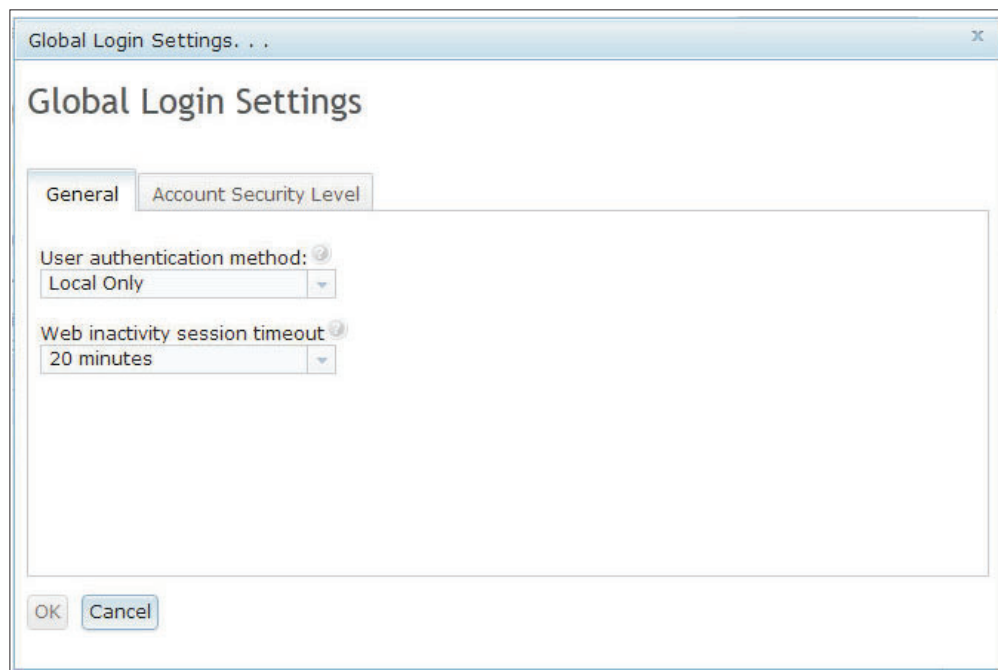 Global Login Settings. . .
x
Global Login Settings
General
Account Security Level
User authentication method: ?
Local Only
Web inactivity session timeout ?
20 minutes
OK
Cancel